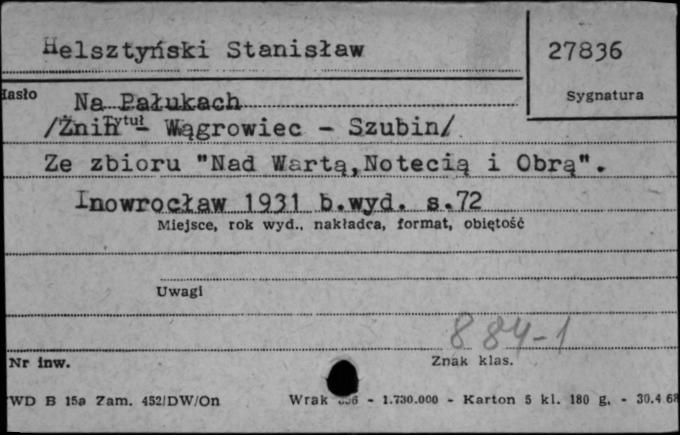 Helsztyński Stanisław
27836
Hasło
Sygnatura
Na Pałukach
Tytuł
/Żnin - Wągrowiec - Szubin/
Ze zbioru "Nad Wartą,Notecią i Obrą".
Inowrocław 1931 b.wyd. s.72
Miejsce, rok wyd., nakładca, format, objętość
Uwagi
884-1
Nr inw.
Znak klas.
WD B 15a Zam. 452/DW/On
Wrak - 1.730.000 - Karton 5 kl. 180 g. - 30.4.68